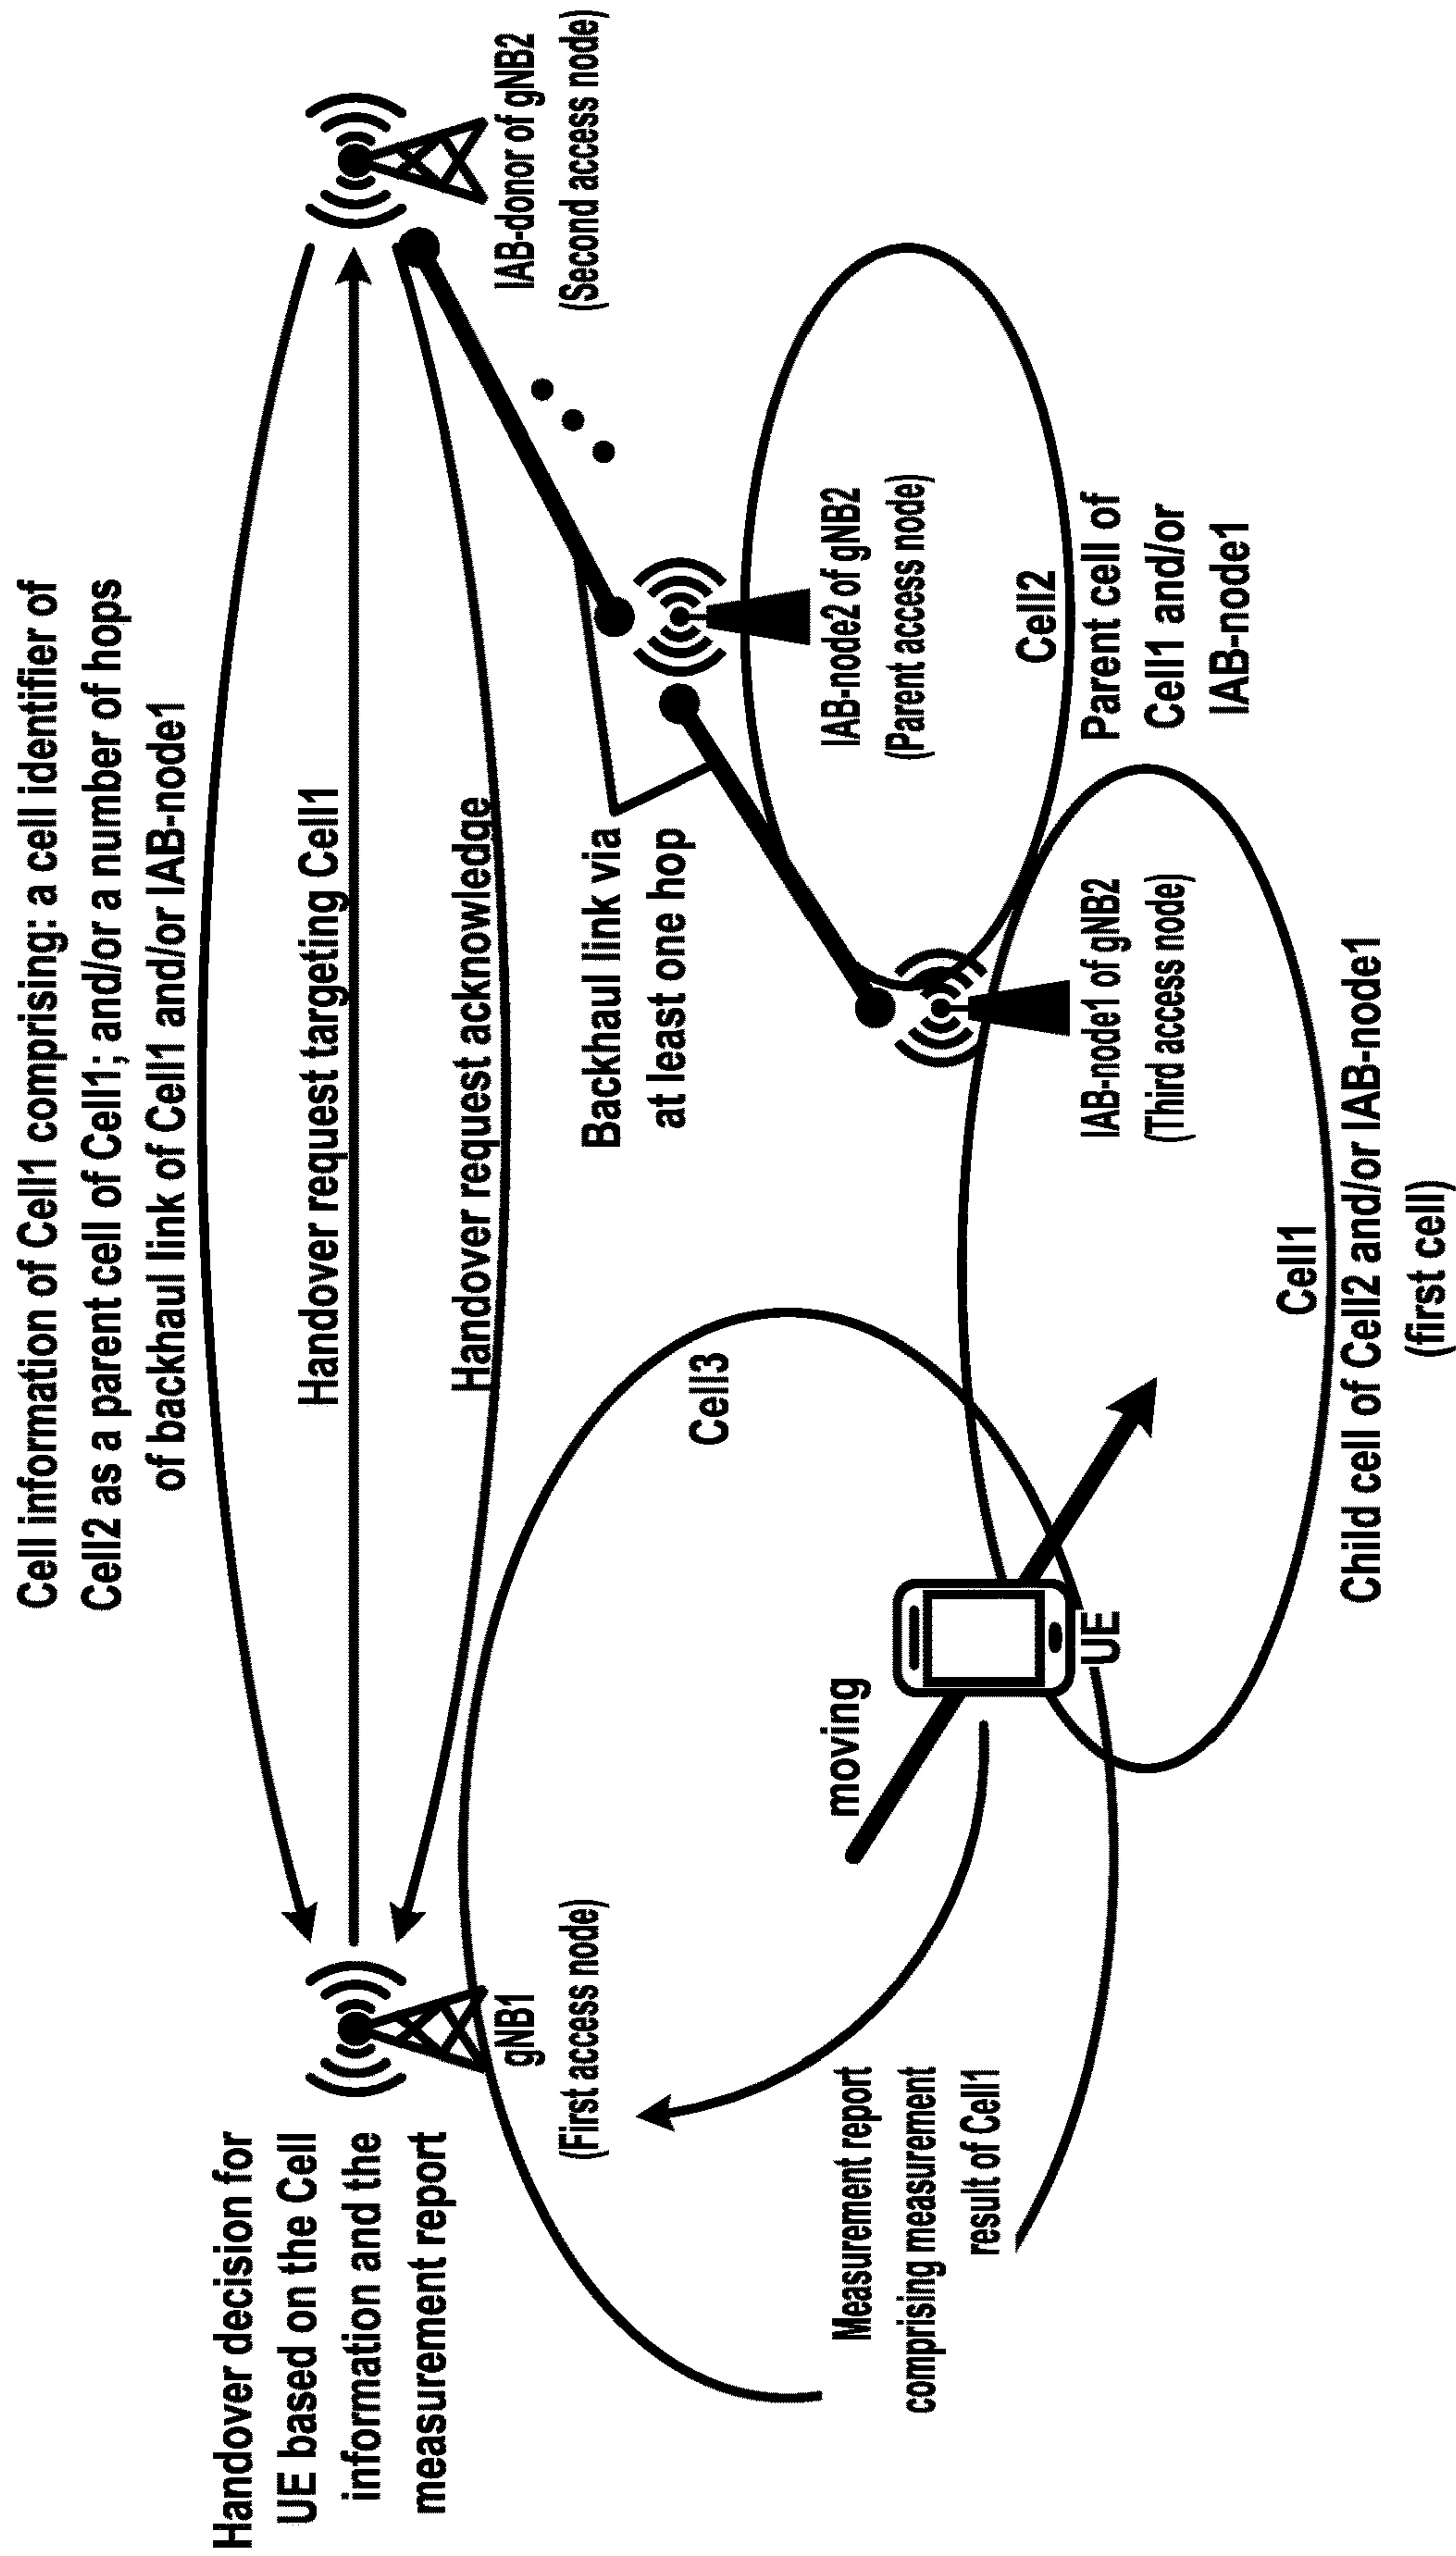 Cell information of Cell1 comprising: a cell identifier of
Cell2 as a parent cell of Cell1; and/or a number of hops
of backhaul link of Cell1 and/or IAB-node1
Handover decision for
UE based on the Cell
information and the
measurement report
Handover request targeting Cell1
Handover request acknowledge
gNB1
(First access node)
IAB-donor of gNB2
(Second access node)
Backhaul link via
at least one hop
Cell3
IAB-node2 of gNB2
(Parent access node)
Cell2
Parent cell of
Cell1 and/or
IAB-node1
moving
UE
Measurement report
comprising measurement
result of Cell1
IAB-node1 of gNB2
(Third access node)
Cell1
Child cell of Cell2 and/or IAB-node1
(first cell)